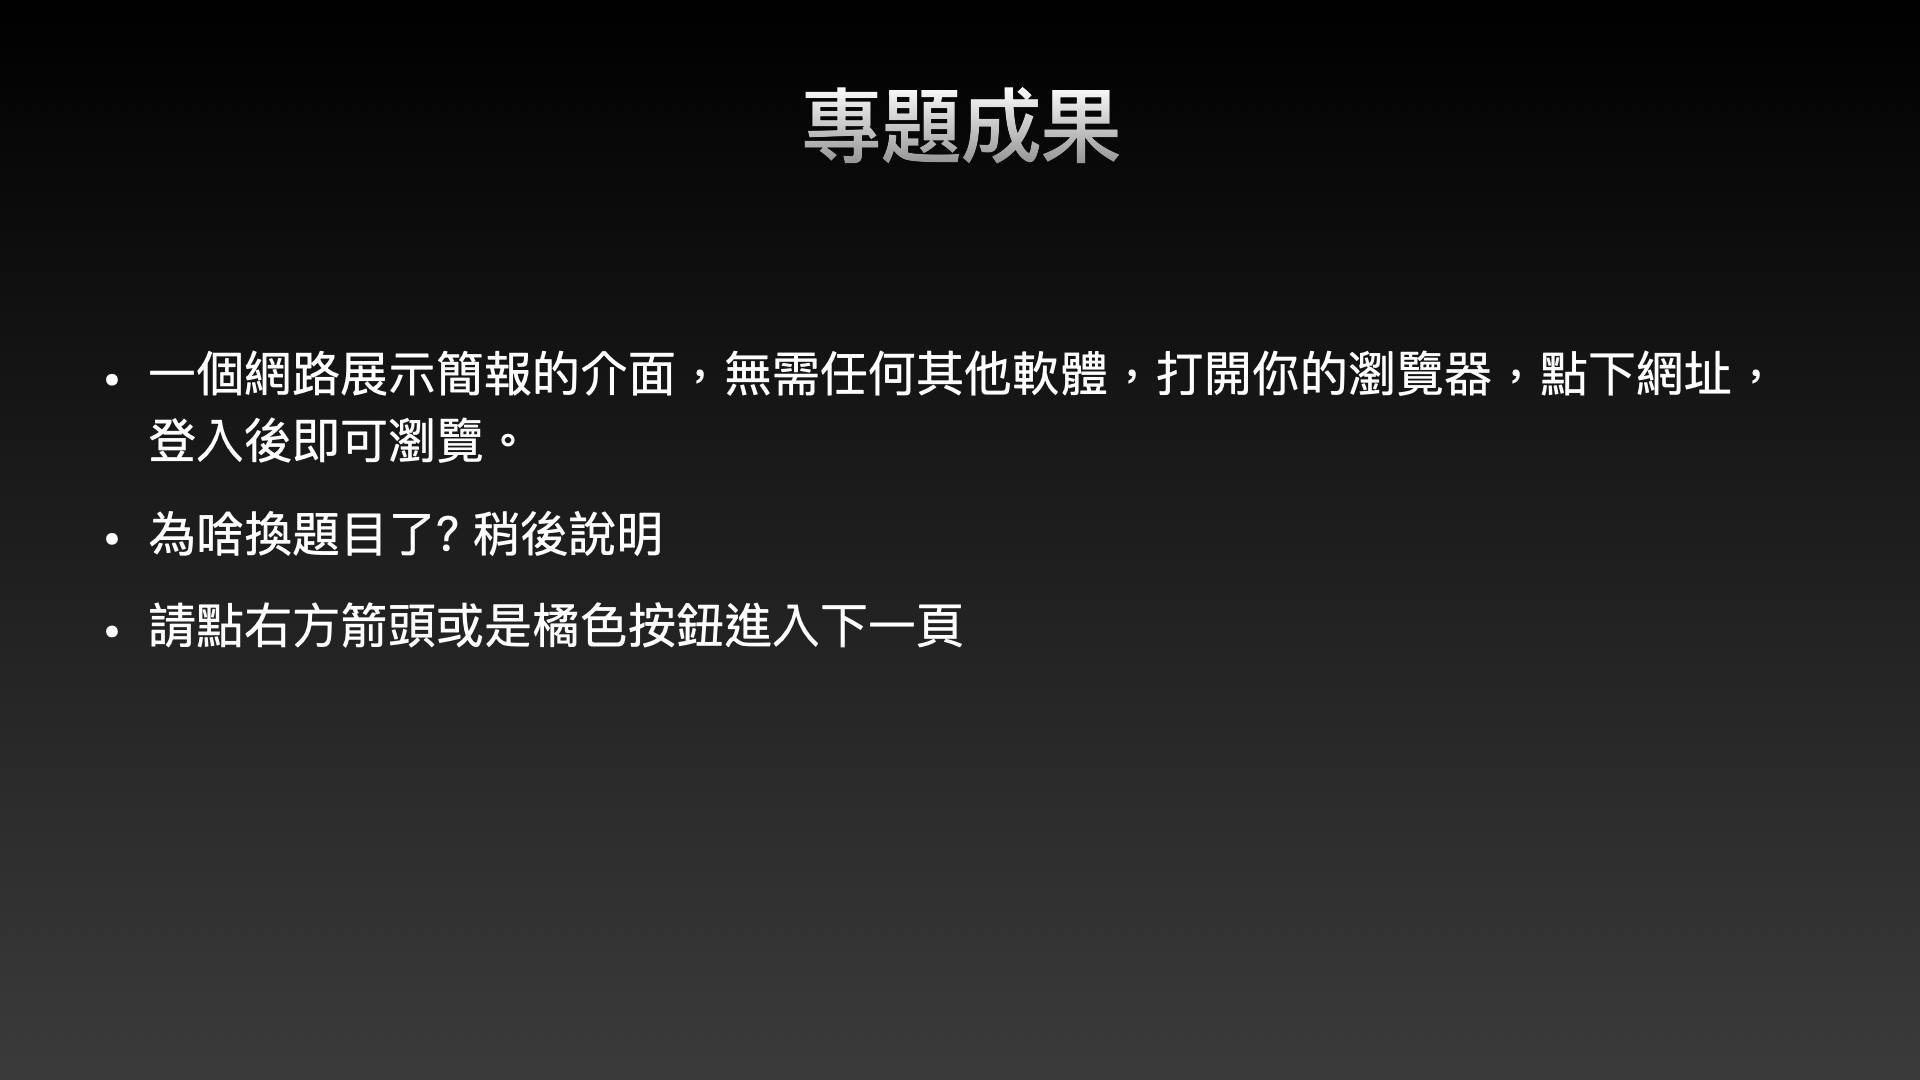 專題成果
• 一個網路展示簡報的介面，無需任何其他軟體，打開你的瀏覽器，點下網址，
登入後即可瀏覽。
• 為啥換題目了? 稍後說明
• 請點右方箭頭或是橘色按鈕進入下一頁